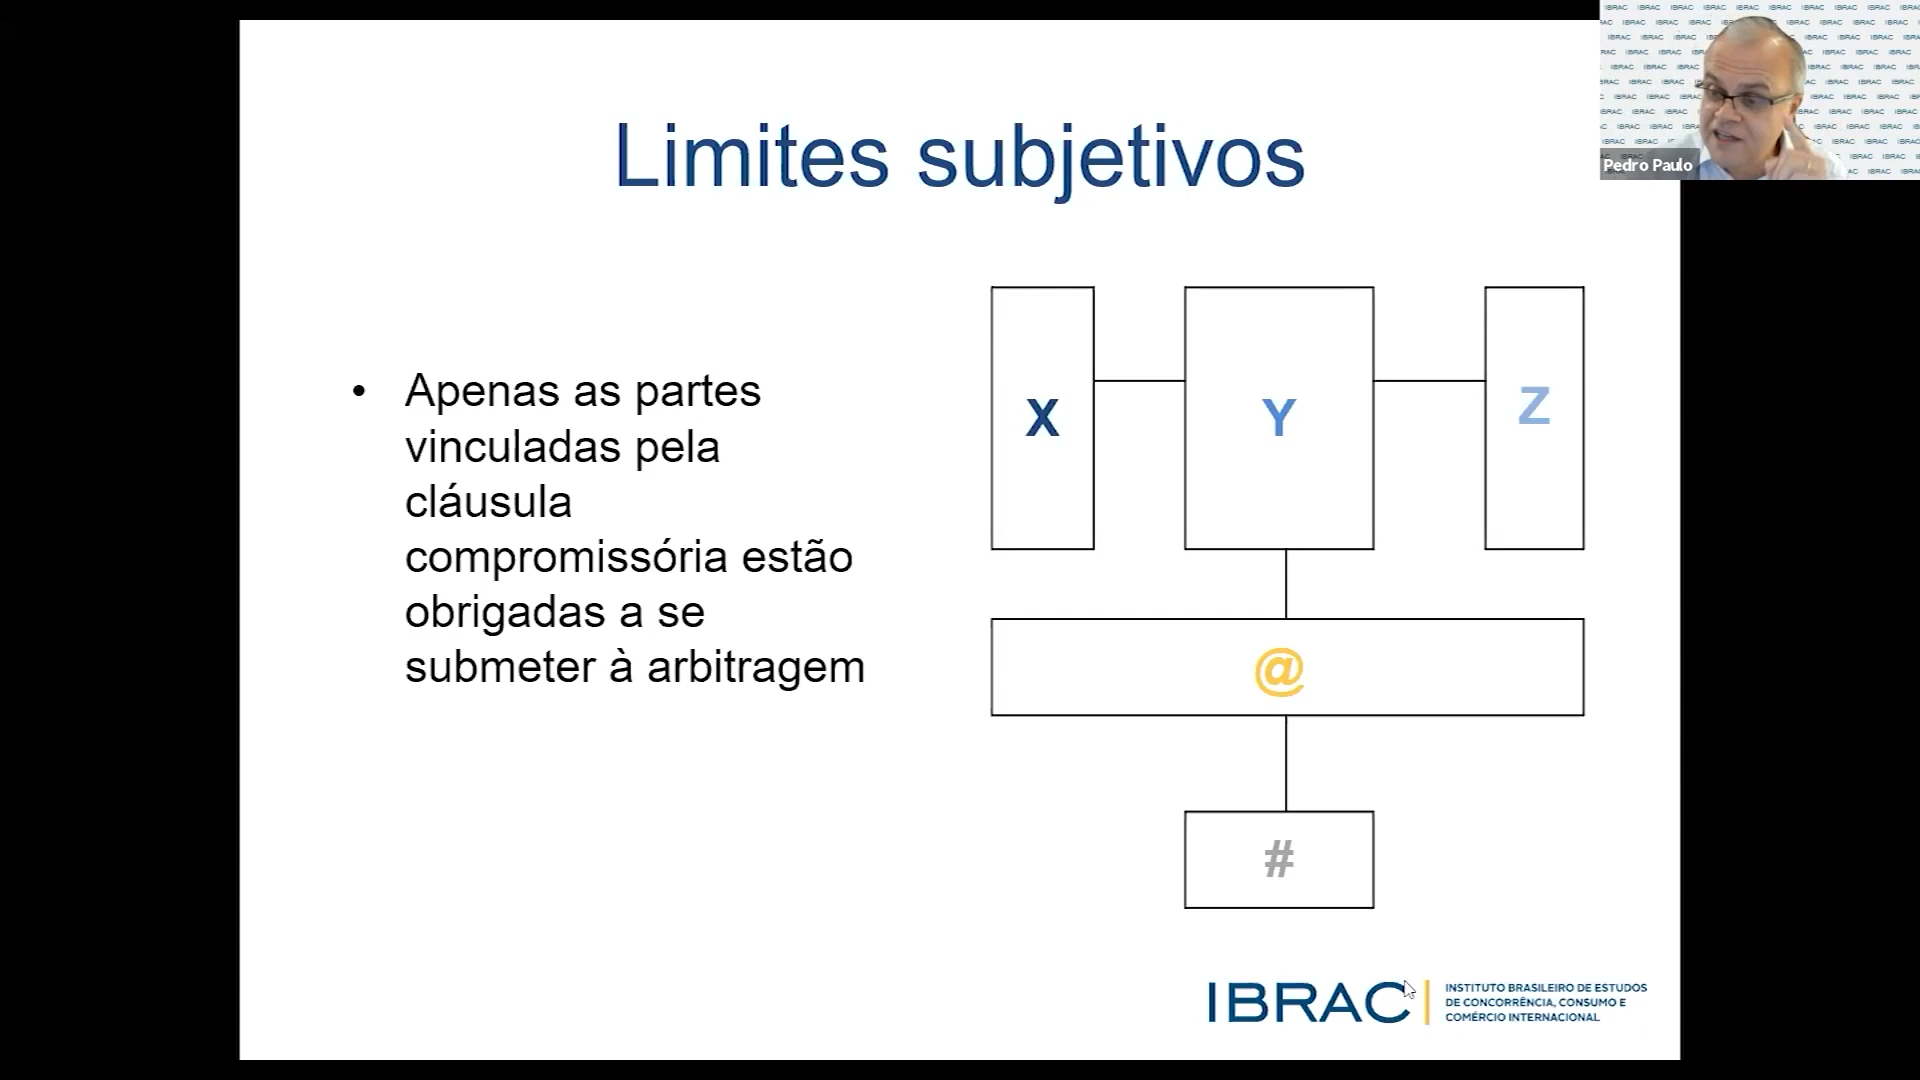 Limites subjetivos
• Apenas as partes
vinculadas pela
cláusula
compromissória estão
obrigadas a se
submeter à arbitragem
X
Y
Z
@
#
IBRAC
INSTITUTO BRASILEIRO DE ESTUDOS
DE CONCORRÊNCIA, CONSUMO E
COMÉRCIO INTERNACIONAL
Pedro Paulo